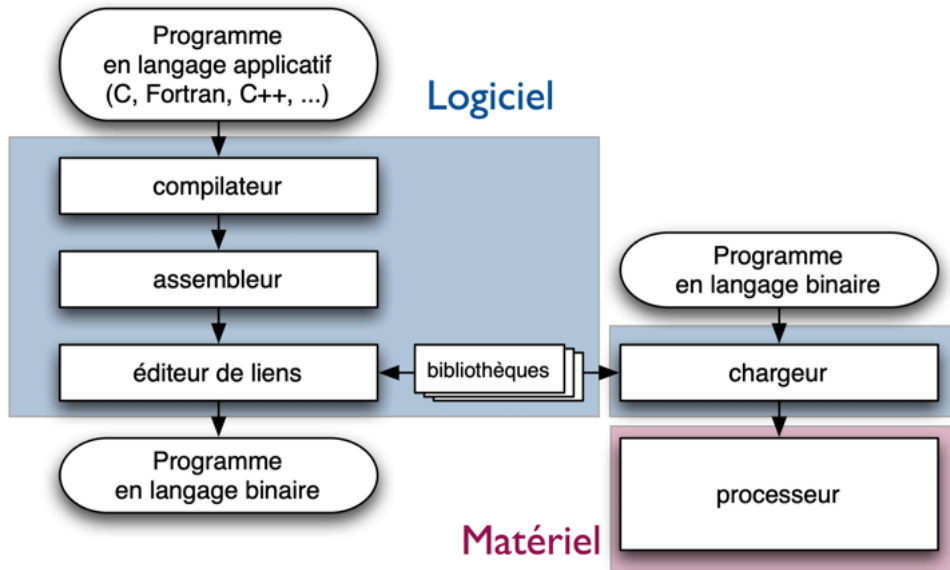 Programme
en langage applicatif
(C, Fortran, C++, ...)
Logiciel
compilateur
assembleur
éditeur de liens
bibliothèques
Programme
en langage binaire
Programme
en langage binaire
chargeur
processeur
Matériel